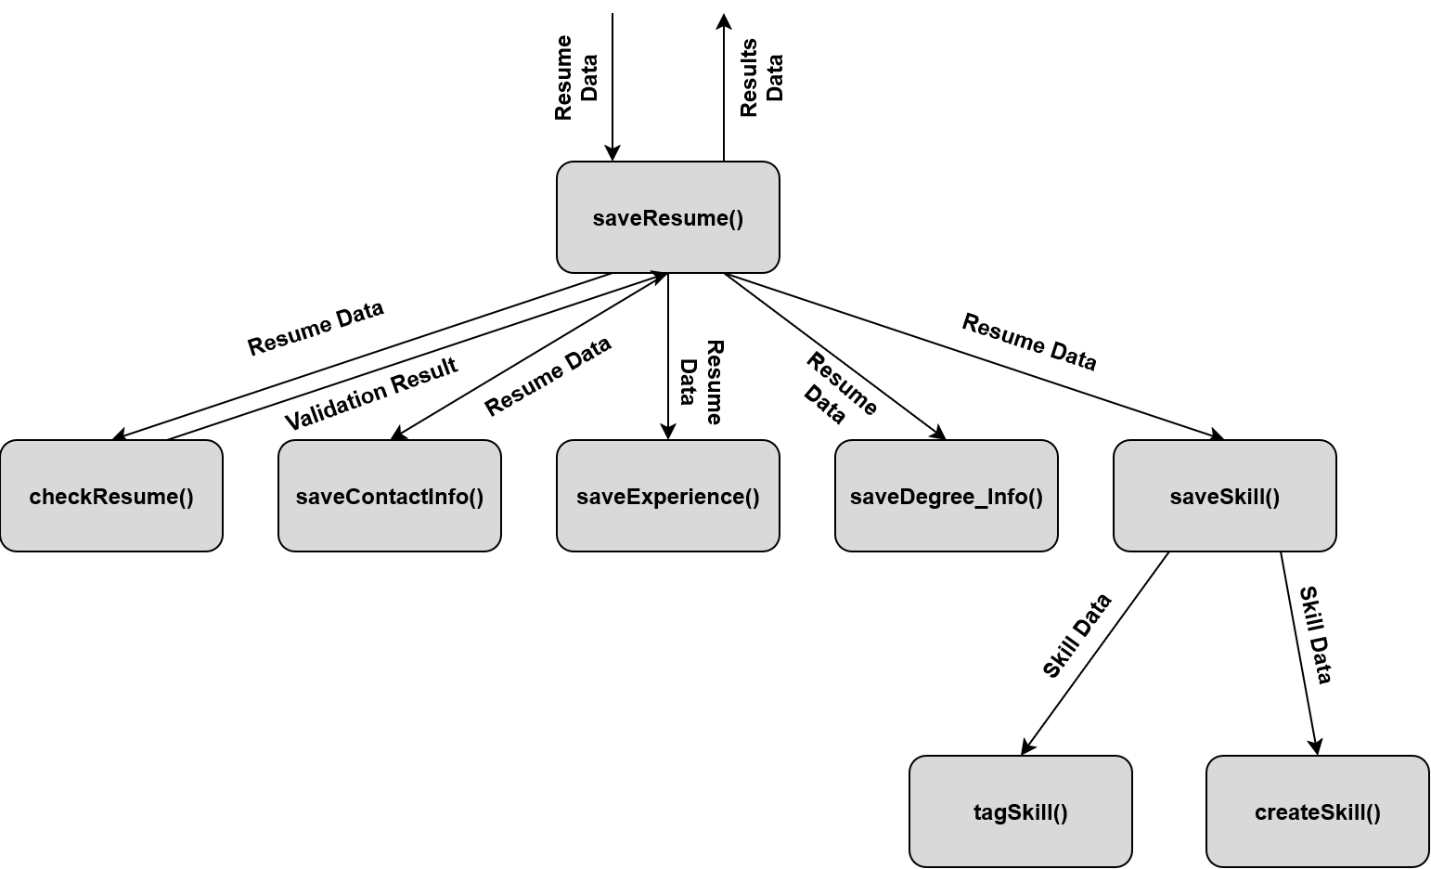 Resume
Data
Results
Data
saveResume()
Resume Data
Validation Result
Resume Data
Resume
Data
Resume
Data
Resume Data
checkResume()
saveContactInfo()
saveExperience()
saveDegree_Info()
saveSkill()
Skill Data
Skill Data
tagSkill()
createSkill()